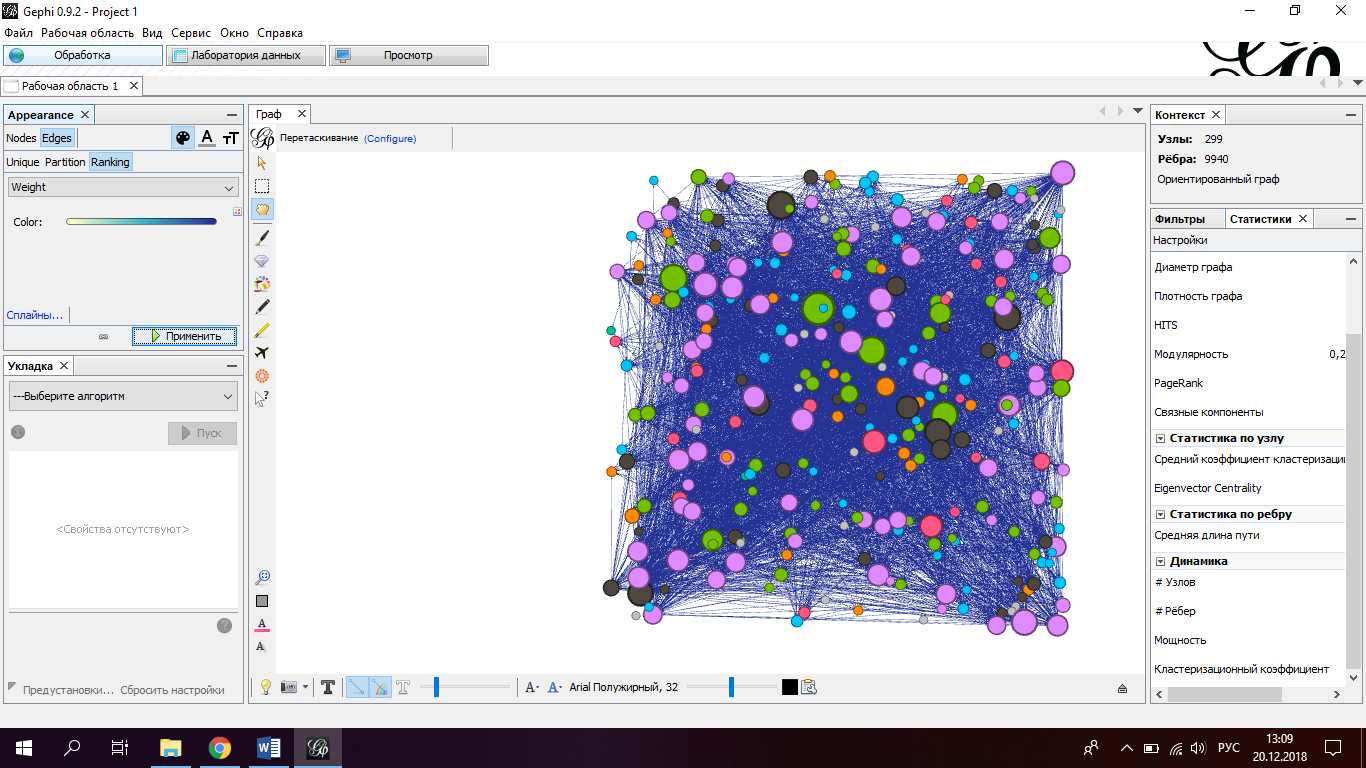 Gephi 0.9.2 - Project 1
Файл Рабочая область Вид Сервис Окно Справка
Обработка Лаборатория данных Просмотр
Рабочая область 1
Appearance
Nodes Edges
Unique Partition Ranking
Weight
Color:
Сплайны...
Применить
Укладка
---Выберите алгоритм
Пуск
<Свойства отсутствуют>
Предустановки... Сбросить настройки
Граф
Перетаскивание (Configure)
Arial Полужирный, 32
Контекст
Узлы: 299
Рёбра: 9940
Ориентированный граф
Фильтры Статистики
Настройки
Диаметр графа
Плотность графа
HITS
Модулярность 0,2
PageRank
Связные компоненты
Статистика по узлу
Средний коэффициент кластеризаци
Eigenvector Centrality
Статистика по ребру
Средняя длина пути
Динамика
# Узлов
# Рёбер
Мощность
Кластеризационный коэффициент
РУС
13:09
20.12.2018